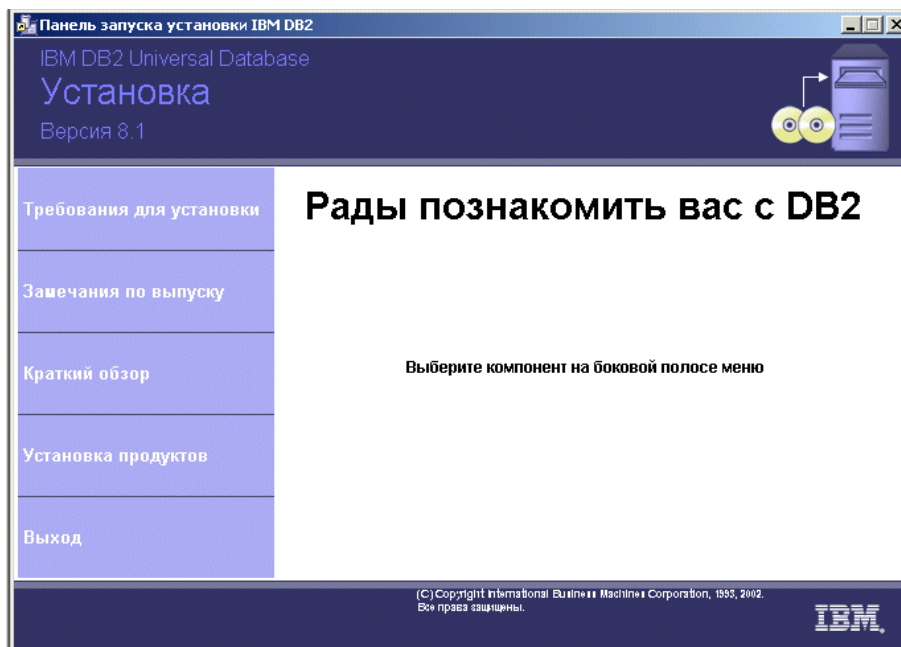 Панель запуска установки IBM DB2
IBM DB2 Universal Database
Установка
Версия 8.1
Требования для установки
Замечания по выпуску
Краткий обзор
Установка продуктов
Выход
Рады познакомить вас с DB2
Выберите компонент на боковой полосе меню
(C) Copyright International Business Machines Corporation, 1993, 2002.
Все права защищены.
IBM